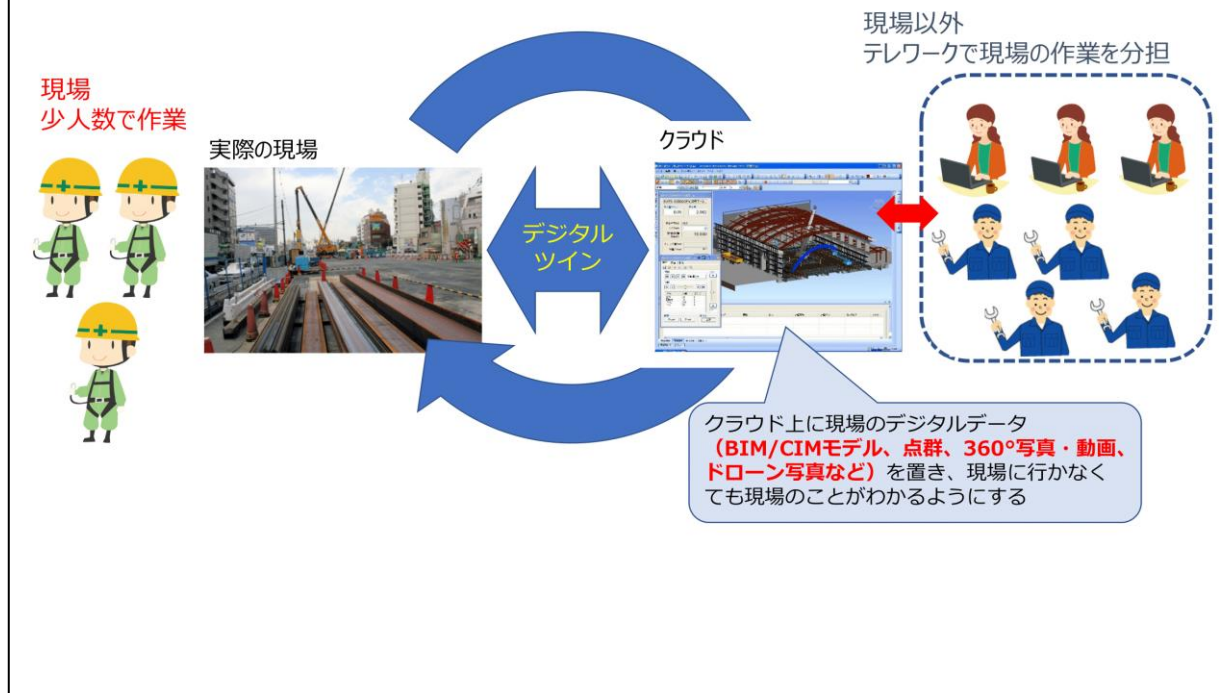 現場以外
テレワークで現場の作業を分担
現場
少人数で作業
実際の現場
クラウド
デジタル
ツイン
クラウド上に現場のデジタルデータ
（BIM/CIMモデル、点群、360°写真・動画、
ドローン写真など）を置き、現場に行かなく
ても現場のことがわかるようにする